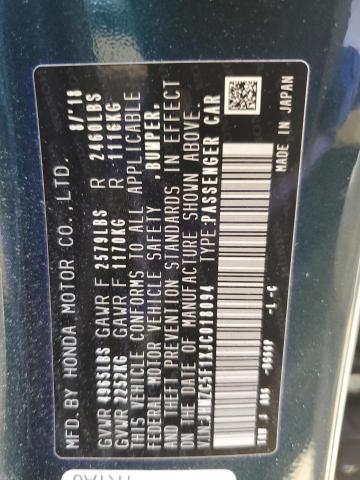 MFD.BY HONDA MOTOR CO.,LTD. 8/'18
GVWR 4965LBS GAWR F 2579LBS R 2460LBS
GVWR 2252KG GAWR F 1170KG R 1116KG
THIS VEHICLE CONFORMS TO ALL APPLICABLE
FEDERAL MOTOR VEHICLE SAFETY ,BUMPER,
AND THEFT PREVENTION STANDARDS IN EFFECT
ON THE DATE OF MANUFACTURE SHOWN ABOVE.
TYPE:PASSENGER CAR
-L -C
MADE IN JAPAN